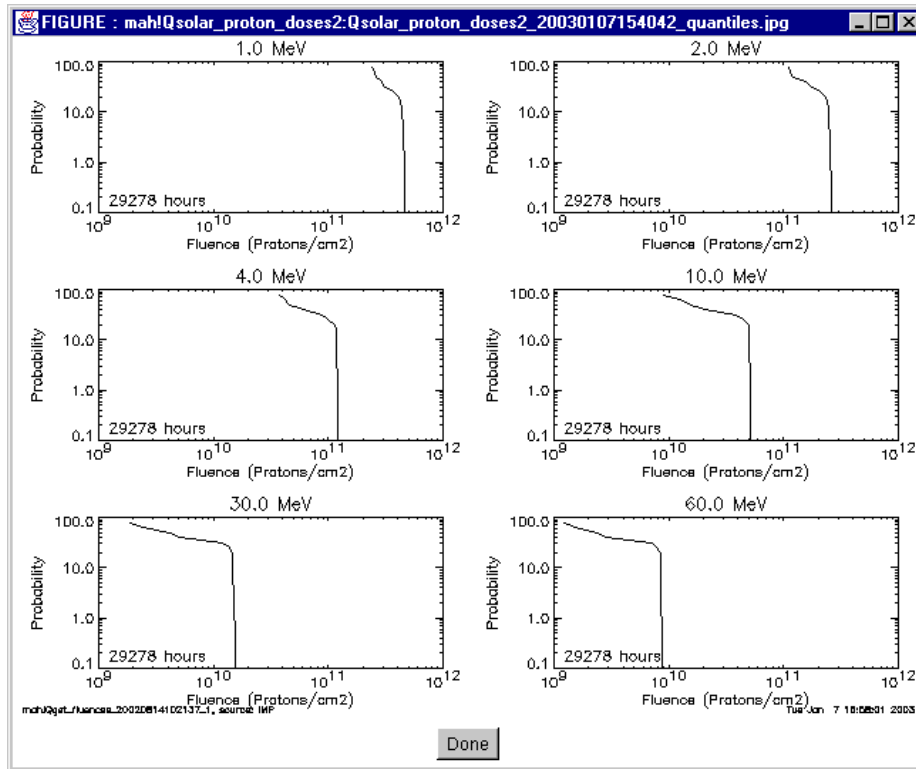 FIGURE : mah!Qsolar_proton_doses2:Qsolar_proton_doses2_20030107154042_quantiles.jpg
1.0 MeV
2.0 MeV
100.0
10.0
1.0
0.1
Probability
29278 hours
10^9 10^10 10^11 10^12
Fluence (Protons/cm2)
100.0
10.0
1.0
0.1
Probability
29278 hours
10^9 10^10 10^11 10^12
Fluence (Protons/cm2)
4.0 MeV
10.0 MeV
100.0
10.0
1.0
0.1
Probability
29278 hours
10^9 10^10 10^11 10^12
Fluence (Protons/cm2)
100.0
10.0
1.0
0.1
Probability
29278 hours
10^9 10^10 10^11 10^12
Fluence (Protons/cm2)
30.0 MeV
60.0 MeV
100.0
10.0
1.0
0.1
Probability
29278 hours
10^9 10^10 10^11 10^12
Fluence (Protons/cm2)
100.0
10.0
1.0
0.1
Probability
29278 hours
10^9 10^10 10^11 10^12
Fluence (Protons/cm2)
source: IMP
Tue Jan 7 2003
Done